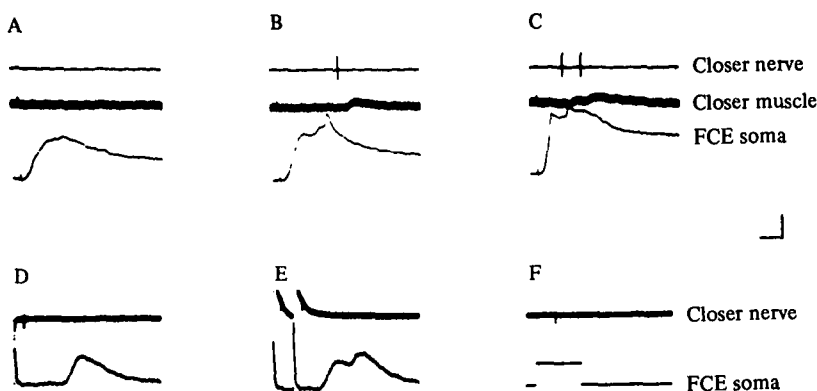 A
B
C
Closer nerve
Closer muscle
FCE soma
D
E
F
Closer nerve
FCE soma